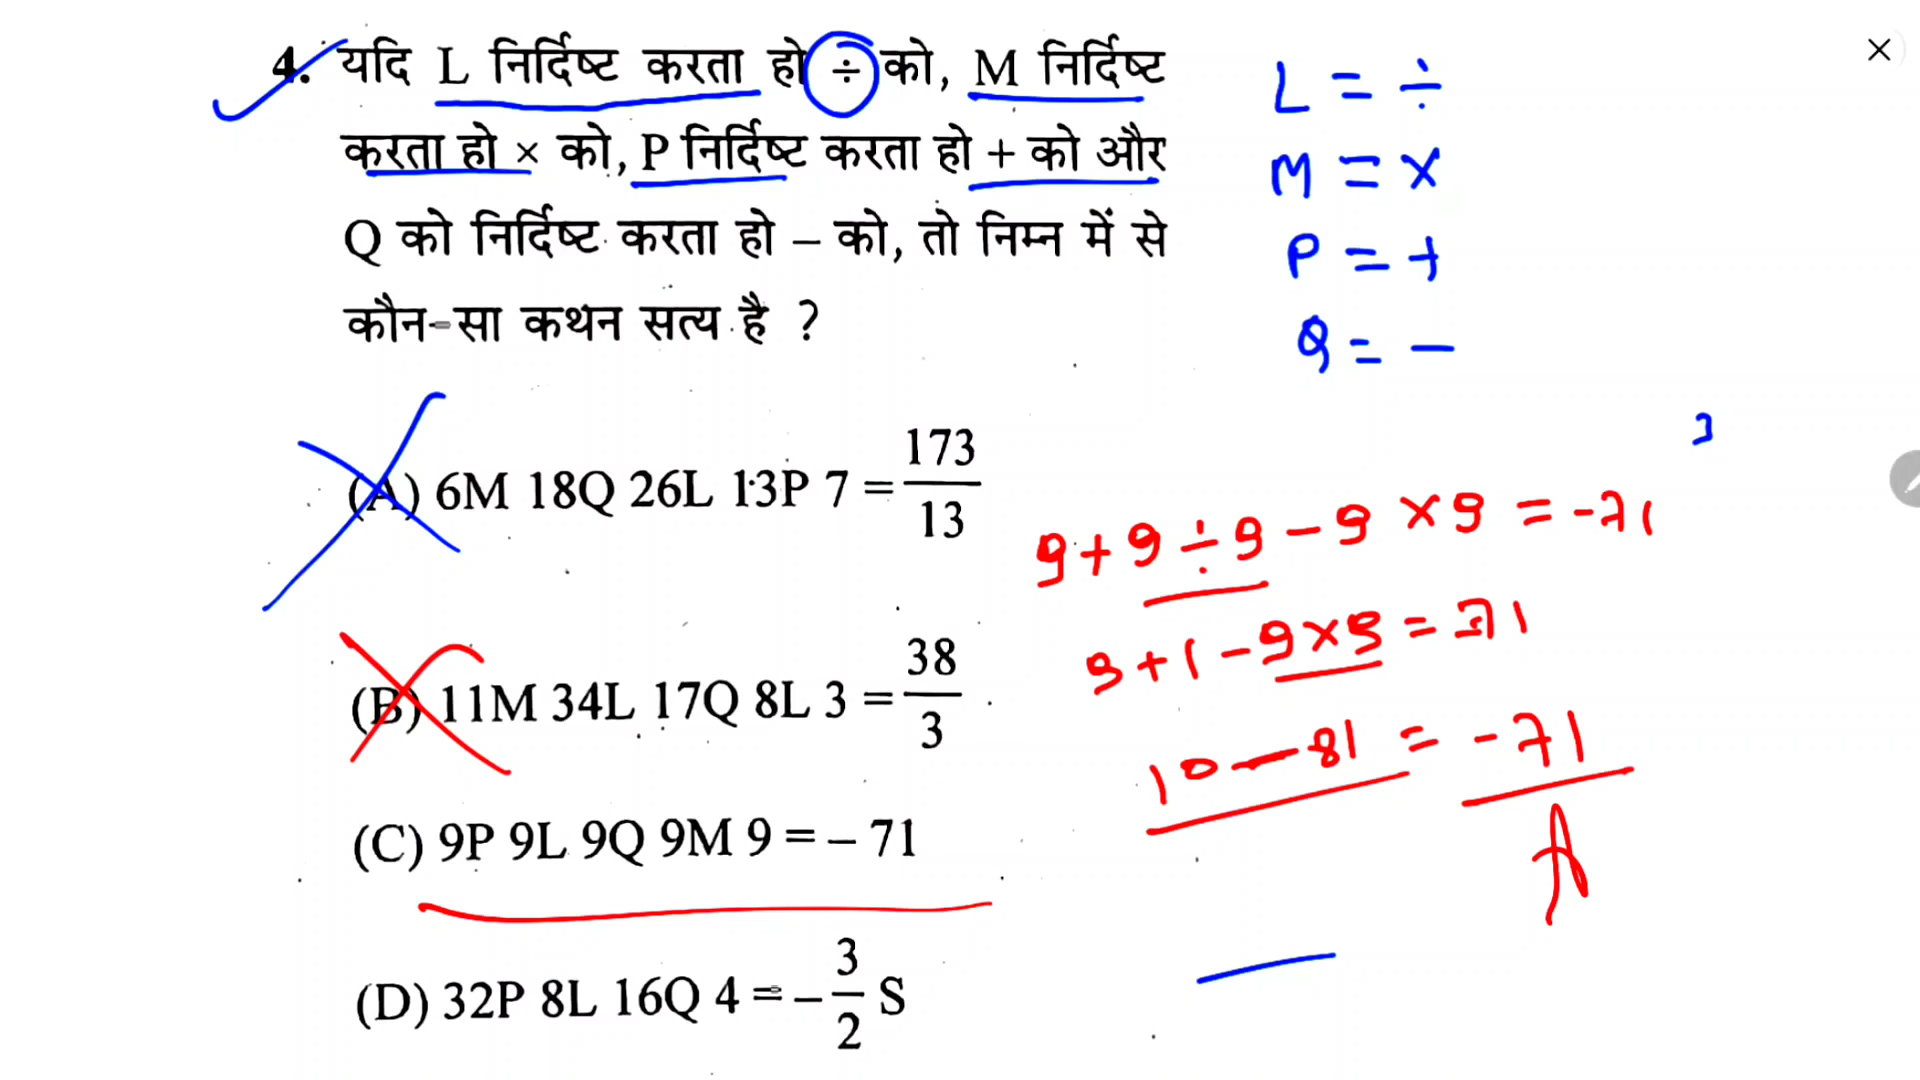 4. यदि L निर्दिष्ट करता हो ÷ को, M निर्दिष्ट
करता हो × को, P निर्दिष्ट करता हो + को और
Q को निर्दिष्ट करता हो – को, तो निम्न में से
कौन-सा कथन सत्य है ?
(A) 6M 18Q 26L 13P 7 = 173/13
(B) 11M 34L 17Q 8L 3 = 38/3
(C) 9P 9L 9Q 9M 9 = – 71
(D) 32P 8L 16Q 4 = – 3/2 S
L = ÷
M = ×
P = +
Q = –
9 + 9 ÷ 9 – 9 × 9 = -71
9 + 1 – 9 × 9 = 71
10 – 81 = -71